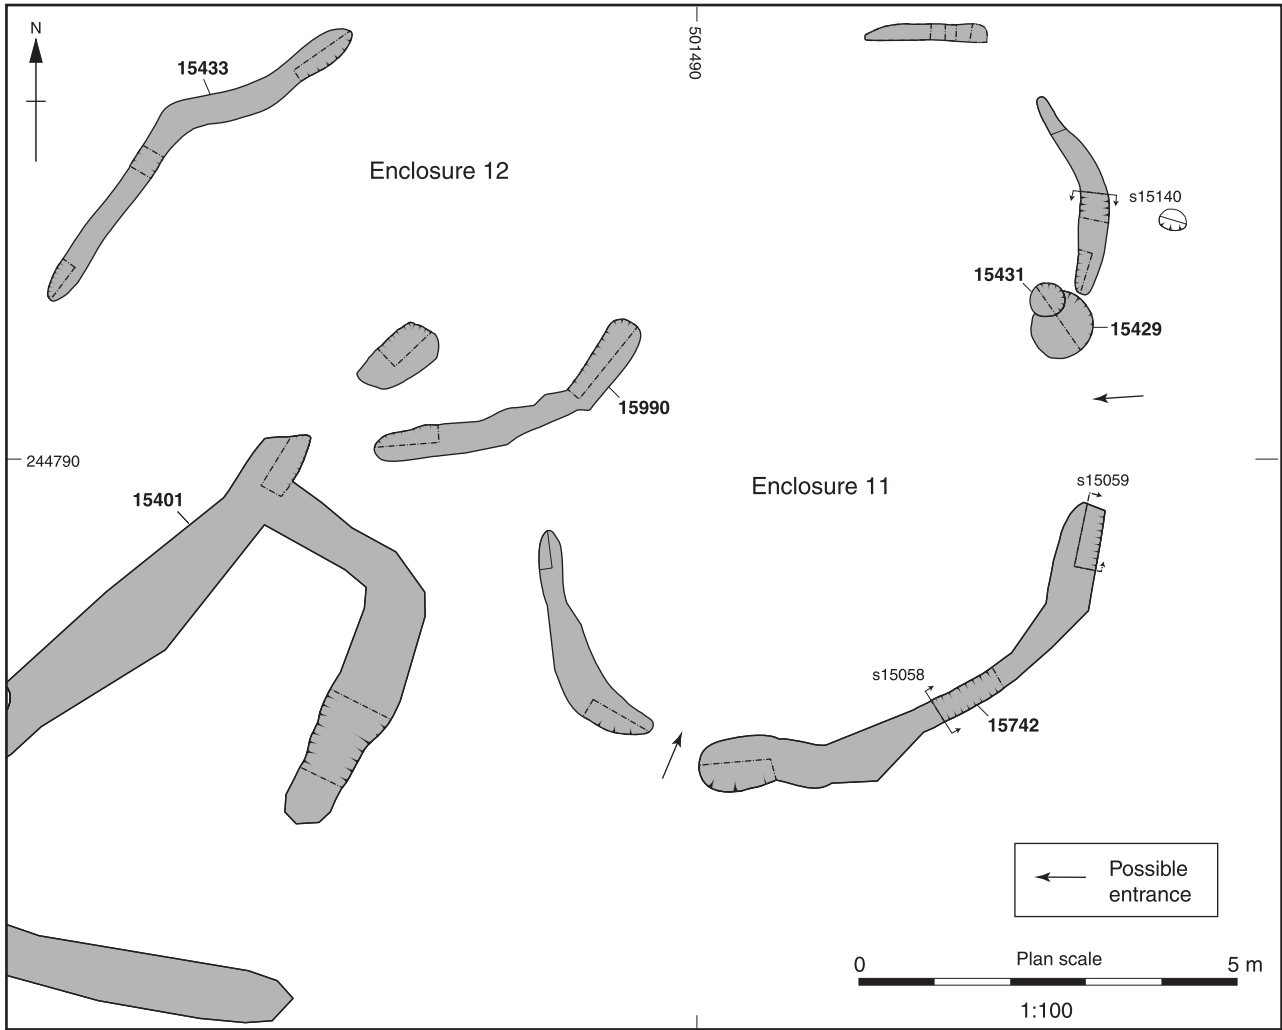 N
501490
15433
Enclosure 12
s15140
15431
15429
15990
244790
Enclosure 11
s15059
15401
s15058
15742
Possible
entrance
Plan scale
0
5 m
1:100